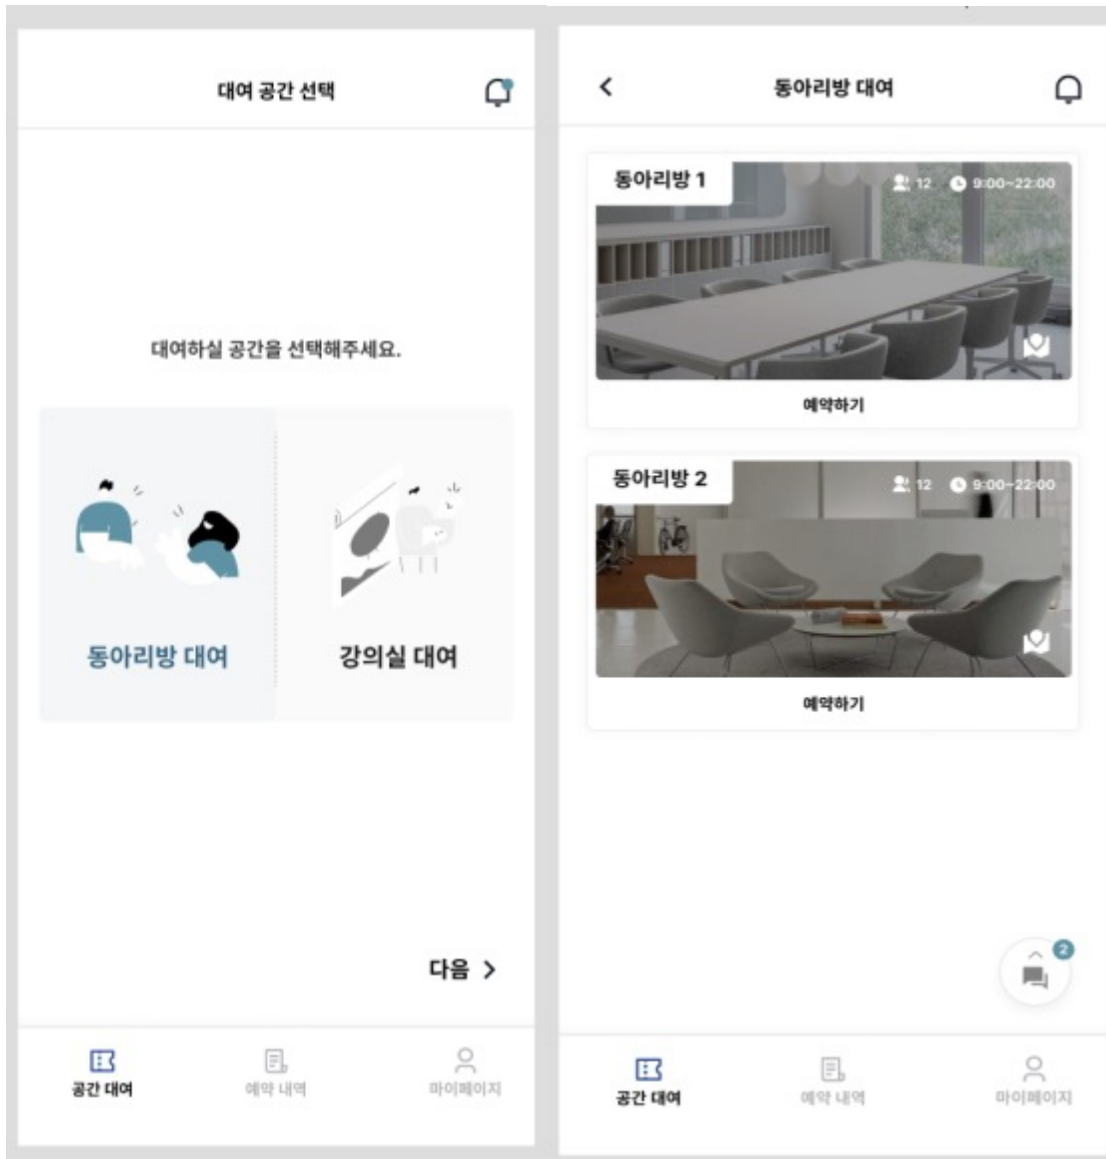 대여 공간 선택
대여하실 공간을 선택해주세요.
동아리방 대여
강의실 대여
다음 >
공간 대여
예약 내역
마이페이지
< 동아리방 대여
동아리방 1
12
9:00~22:00
예약하기
동아리방 2
12
9:00~22:00
예약하기
2
공간 대여
예약 내역
마이페이지